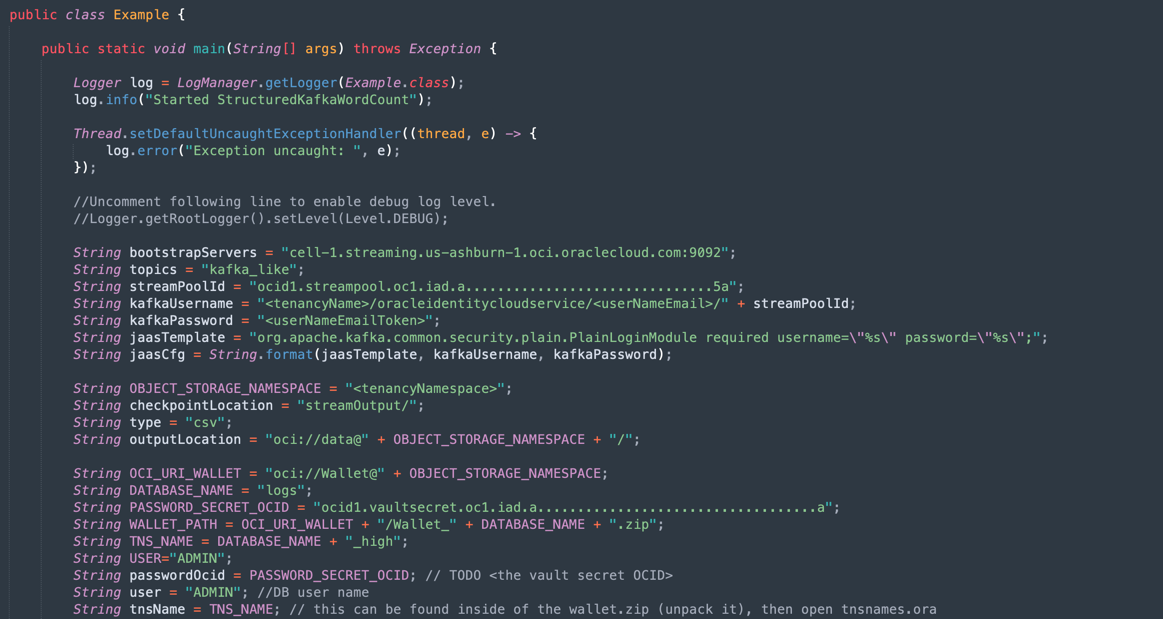 public class Example {
public static void main(String[] args) throws Exception {
Logger log = LogManager.getLogger(Example.class);
log.info("Started StructuredKafkaWordCount");
Thread.setDefaultUncaughtExceptionHandler((thread, e) -> {
log.error("Exception uncaught: ", e);
});
//Uncomment following line to enable debug log level.
//Logger.getRootLogger().setLevel(Level.DEBUG);
String bootstrapServers = "cell-1.streaming.us-ashburn-1.oci.oraclecloud.com:9092";
String topics = "kafka_like";
String streamPoolId = "ocid1.streampool.oc1.iad.a...............................5a";
String kafkaUsername = "<tenancyName>/oracleidentitycloudservice/<userNameEmail>/" + streamPoolId;
String kafkaPassword = "<userNameEmailToken>";
String jaasTemplate = "org.apache.kafka.common.security.plain.PlainLoginModule required username=\"%s\" password=\"%s\";";
String jaasCfg = String.format(jaasTemplate, kafkaUsername, kafkaPassword);
String OBJECT_STORAGE_NAMESPACE = "<tenancyNamespace>";
String checkpointLocation = "streamOutput/";
String type = "csv";
String outputLocation = "oci://data@" + OBJECT_STORAGE_NAMESPACE + "/";
String OCI_URI_WALLET = "oci://Wallet@" + OBJECT_STORAGE_NAMESPACE;
String DATABASE_NAME = "logs";
String PASSWORD_SECRET_OCID = "ocid1.vaultsecret.oc1.iad.a...................................a";
String WALLET_PATH = OCI_URI_WALLET + "/Wallet_" + DATABASE_NAME + ".zip";
String TNS_NAME = DATABASE_NAME + "_high";
String USER="ADMIN";
String passwordOcid = PASSWORD_SECRET_OCID; // TODO <the vault secret OCID>
String user = "ADMIN"; //DB user name
String tnsName = TNS_NAME; // this can be found inside of the wallet.zip (unpack it), then open tnsnames.ora